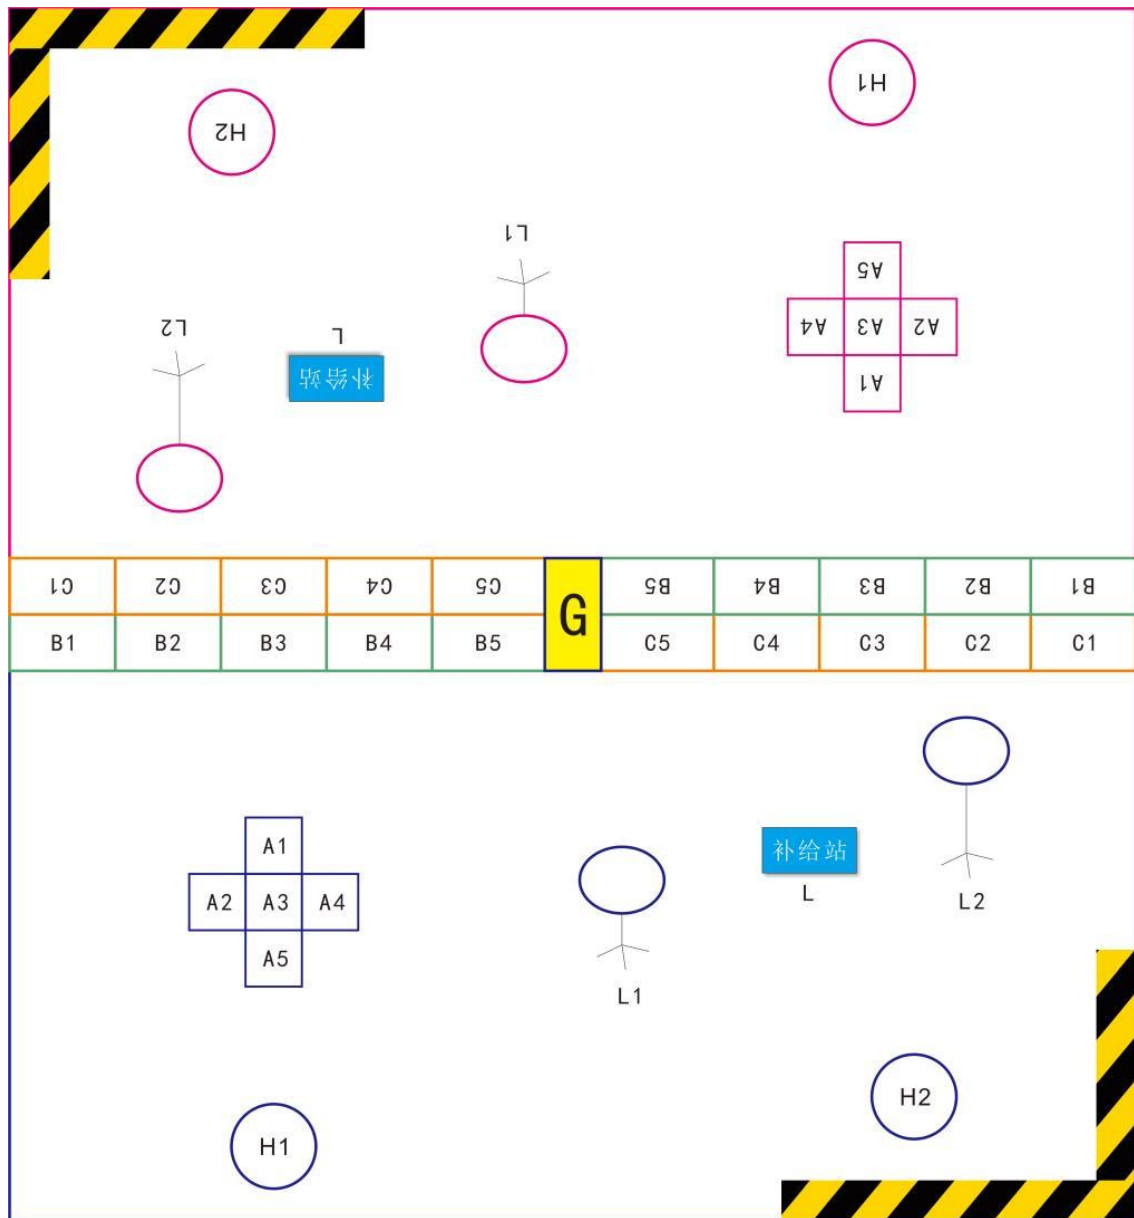 H1
H2
L1
A5
L2
L
A4 A3 A2
补给站
A1
C1 C2 C3 C4 C5 G B5 B4 B3 B2 B1
B1 B2 B3 B4 B5 C5 C4 C3 C2 C1
A1
补给站
A2 A3 A4
L
L2
A5
L1
H2
H1